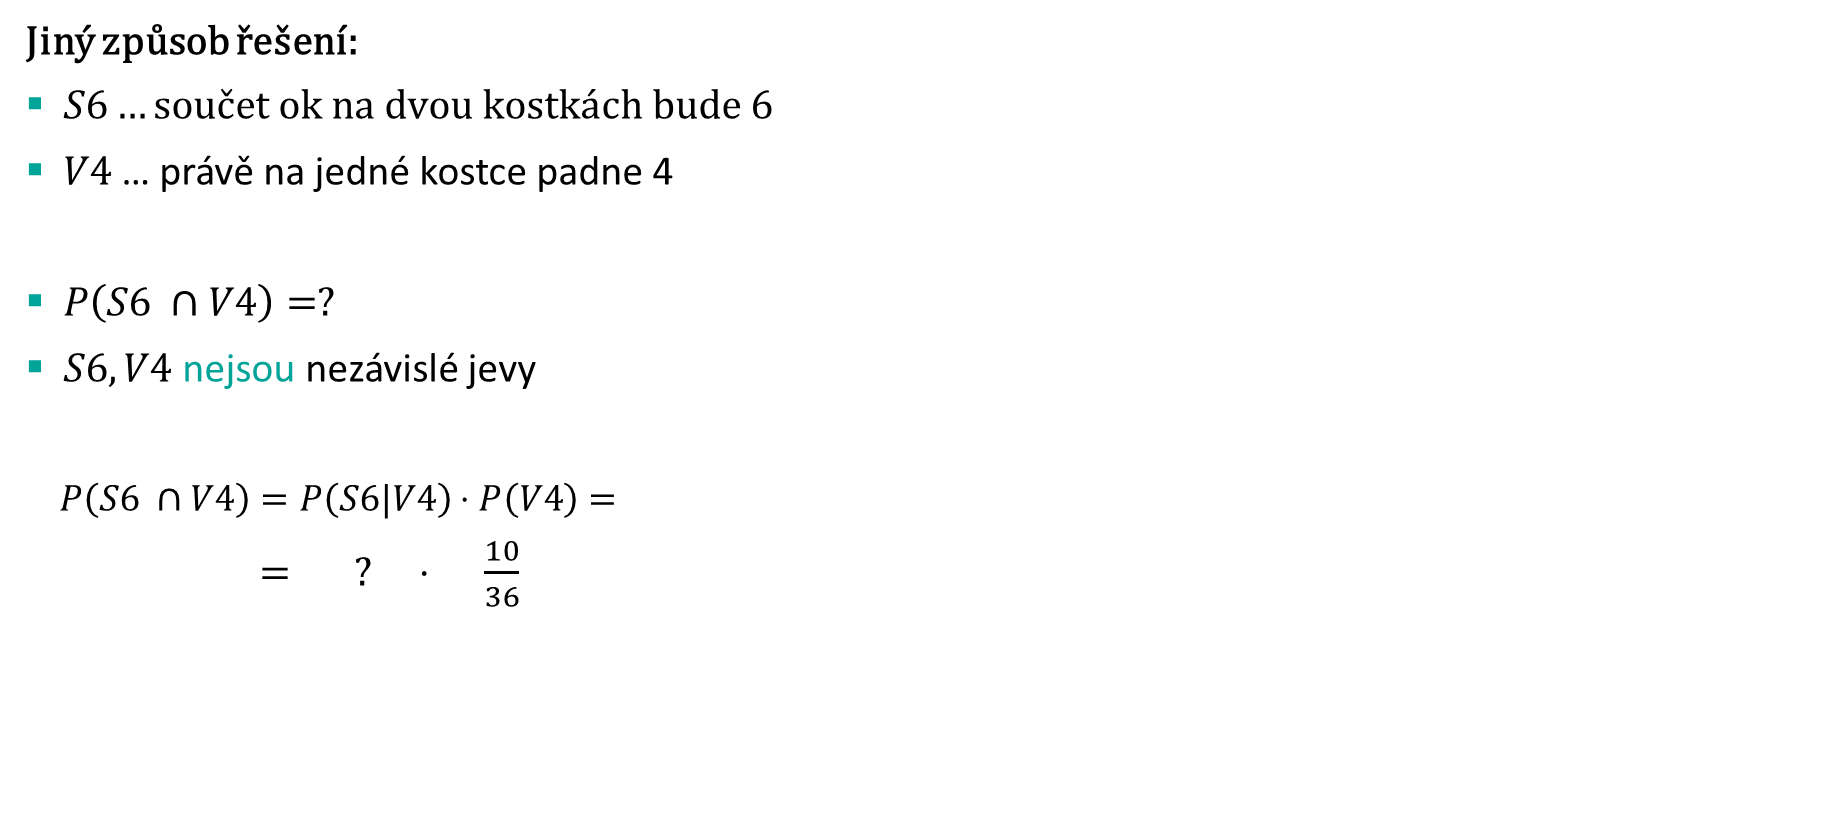 Jiný způsob řešení:
▪ S6 … součet ok na dvou kostkách bude 6
▪ V4 … právě na jedné kostce padne 4
▪ P(S6 ∩ V4) =?
▪ S6, V4 nejsou nezávislé jevy
P(S6 ∩ V4) = P(S6|V4) · P(V4) =
= ? · 10/36